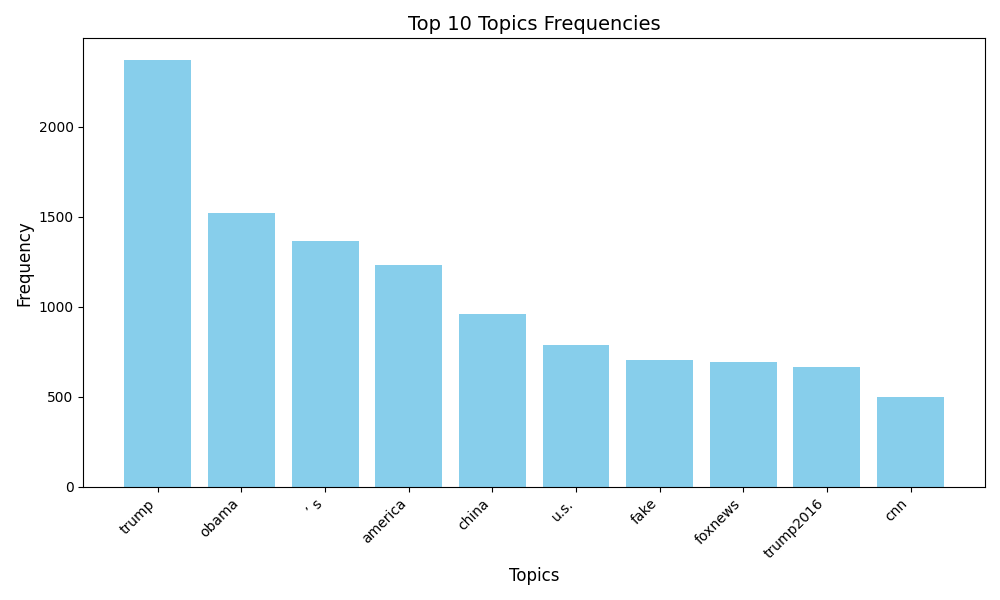 Top 10 Topics Frequencies
Frequency
2000
1500
1000
500
0
trump
obama
’ s
america
china
u.s.
fake
foxnews
trump2016
cnn
Topics